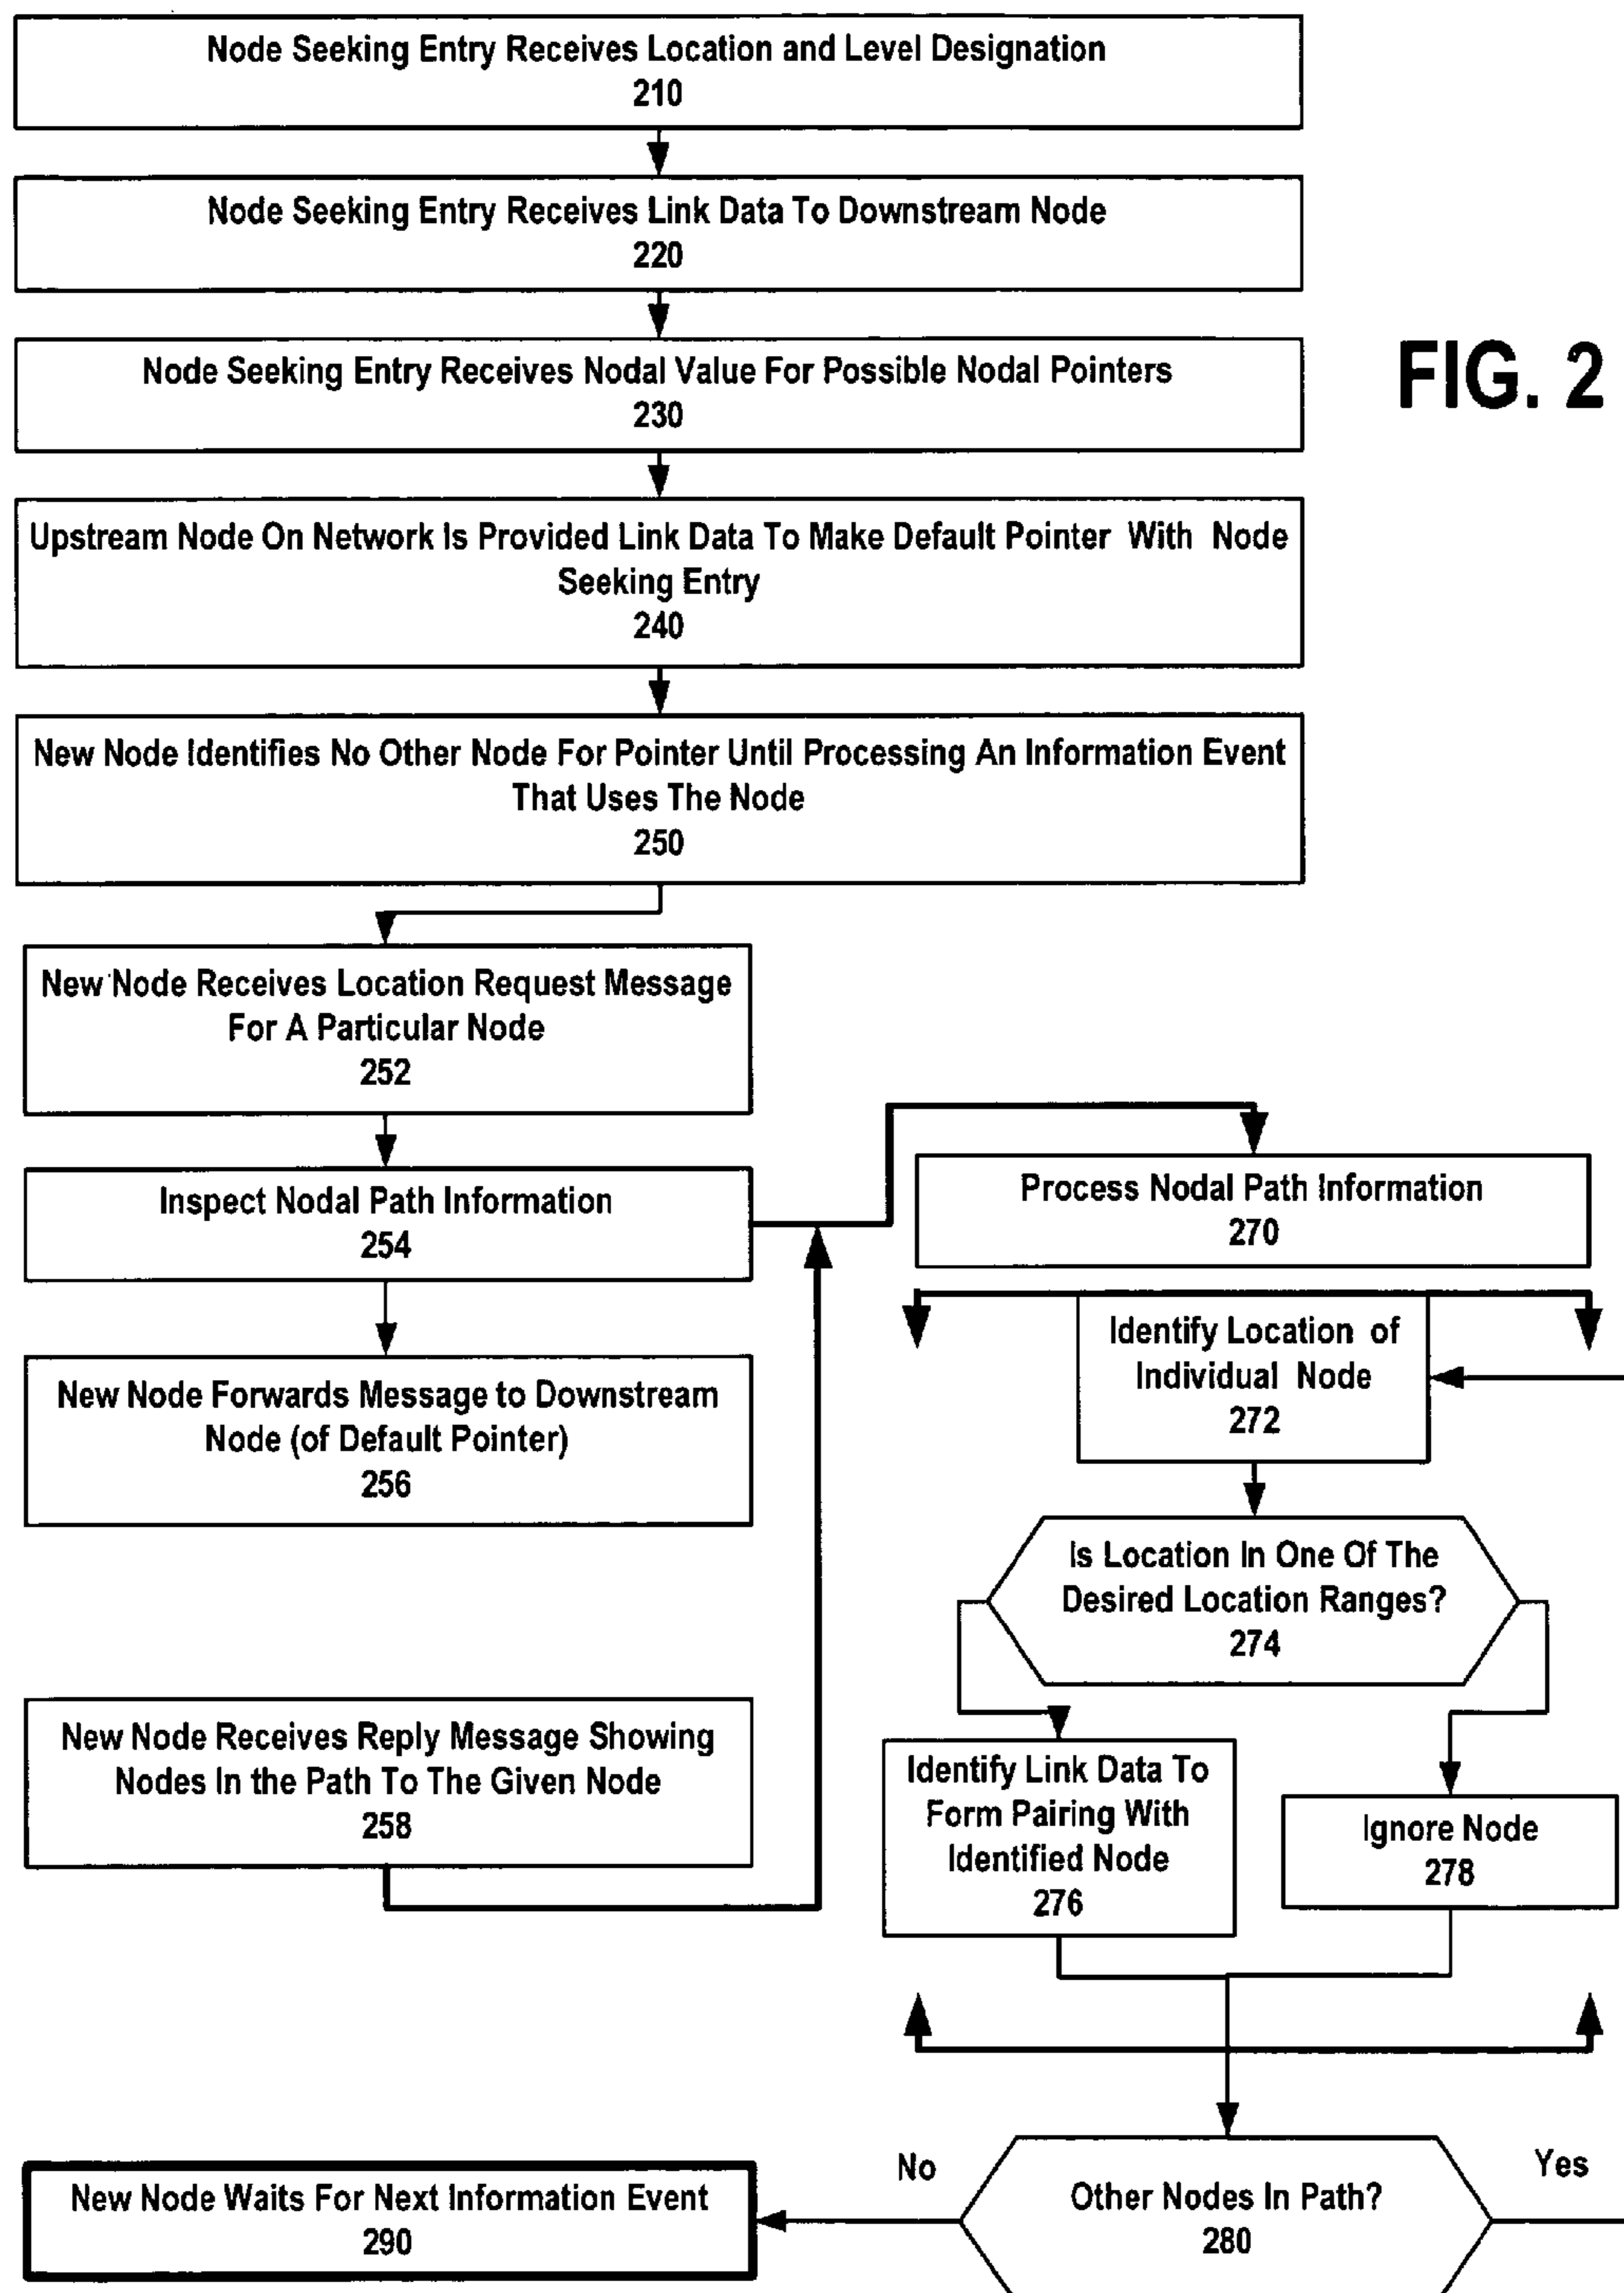 Node Seeking Entry Receives Location and Level Designation
210
Node Seeking Entry Receives Link Data To Downstream Node
220
Node Seeking Entry Receives Nodal Value For Possible Nodal Pointers
230
FIG. 2
Upstream Node On Network Is Provided Link Data To Make Default Pointer With Node
Seeking Entry
240
New Node Identifies No Other Node For Pointer Until Processing An Information Event
That Uses The Node
250
New Node Receives Location Request Message
For A Particular Node
252
Inspect Nodal Path Information
254
New Node Forwards Message to Downstream
Node (of Default Pointer)
256
New Node Receives Reply Message Showing
Nodes In the Path To The Given Node
258
Process Nodal Path Information
270
Identify Location of
Individual Node
272
Is Location In One Of The
Desired Location Ranges?
274
Identify Link Data To
Form Pairing With
Identified Node
276
Ignore Node
278
No
Yes
Other Nodes In Path?
280
New Node Waits For Next Information Event
290